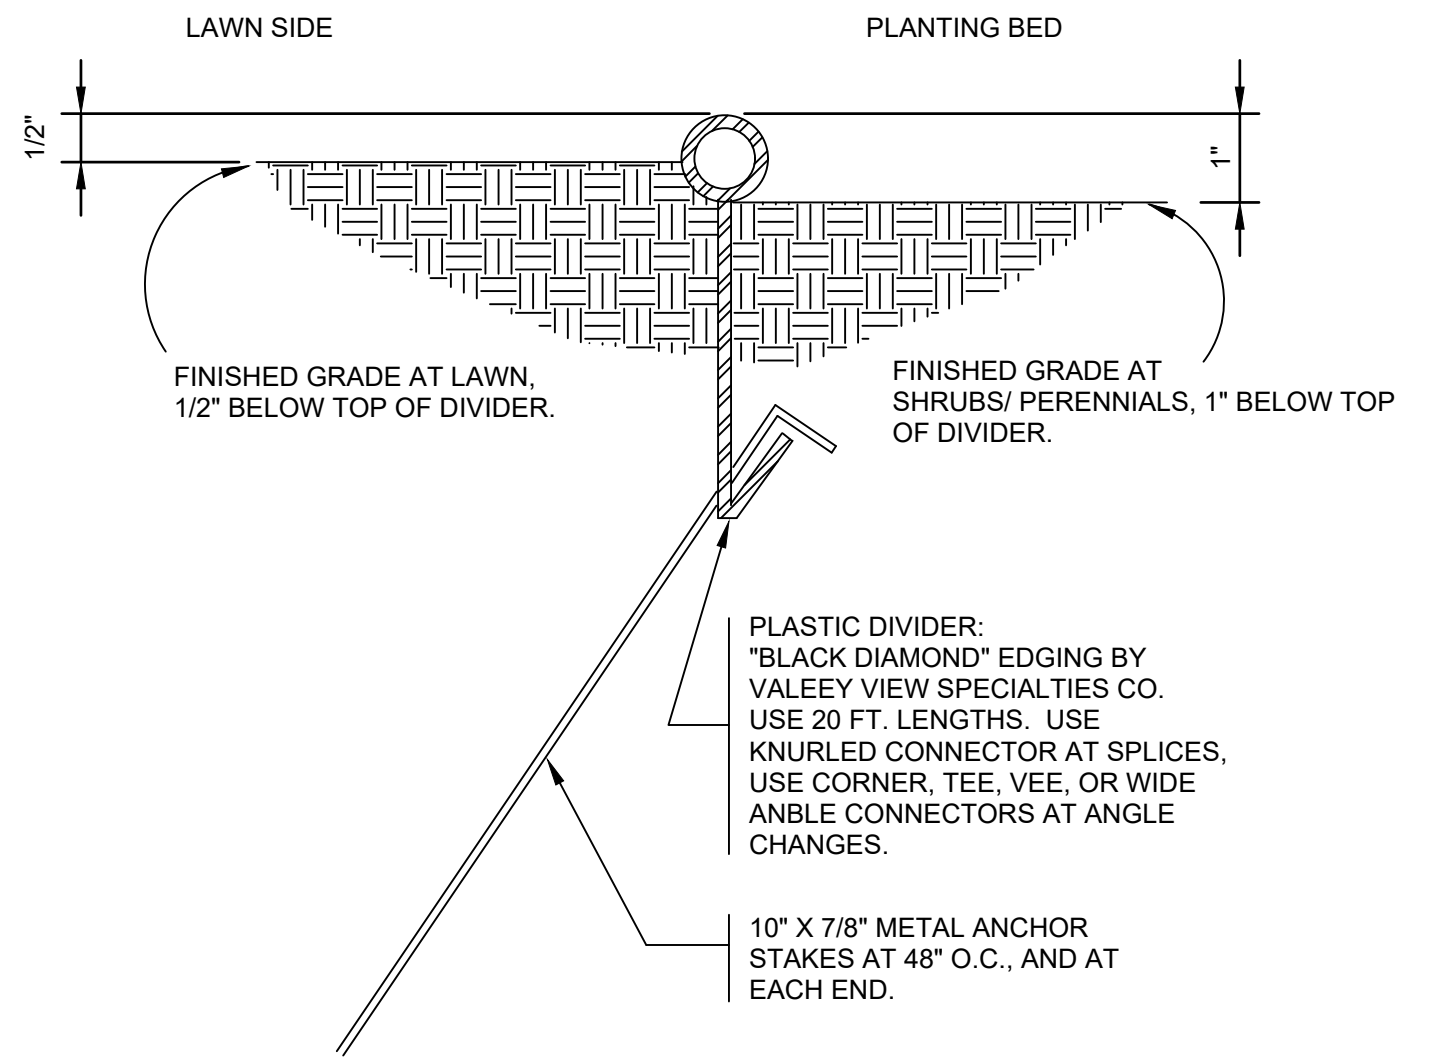 LAWN SIDE
PLANTING BED
1/2"
1"
FINISHED GRADE AT LAWN,
1/2" BELOW TOP OF DIVIDER.
FINISHED GRADE AT
SHRUBS/ PERENNIALS, 1" BELOW TOP
OF DIVIDER.
PLASTIC DIVIDER:
"BLACK DIAMOND" EDGING BY
VALEEY VIEW SPECIALTIES CO.
USE 20 FT. LENGTHS.  USE
KNURLED CONNECTOR AT SPLICES,
USE CORNER, TEE, VEE, OR WIDE
ANBLE CONNECTORS AT ANGLE
CHANGES.
10" X 7/8" METAL ANCHOR
STAKES AT 48" O.C., AND AT
EACH END.